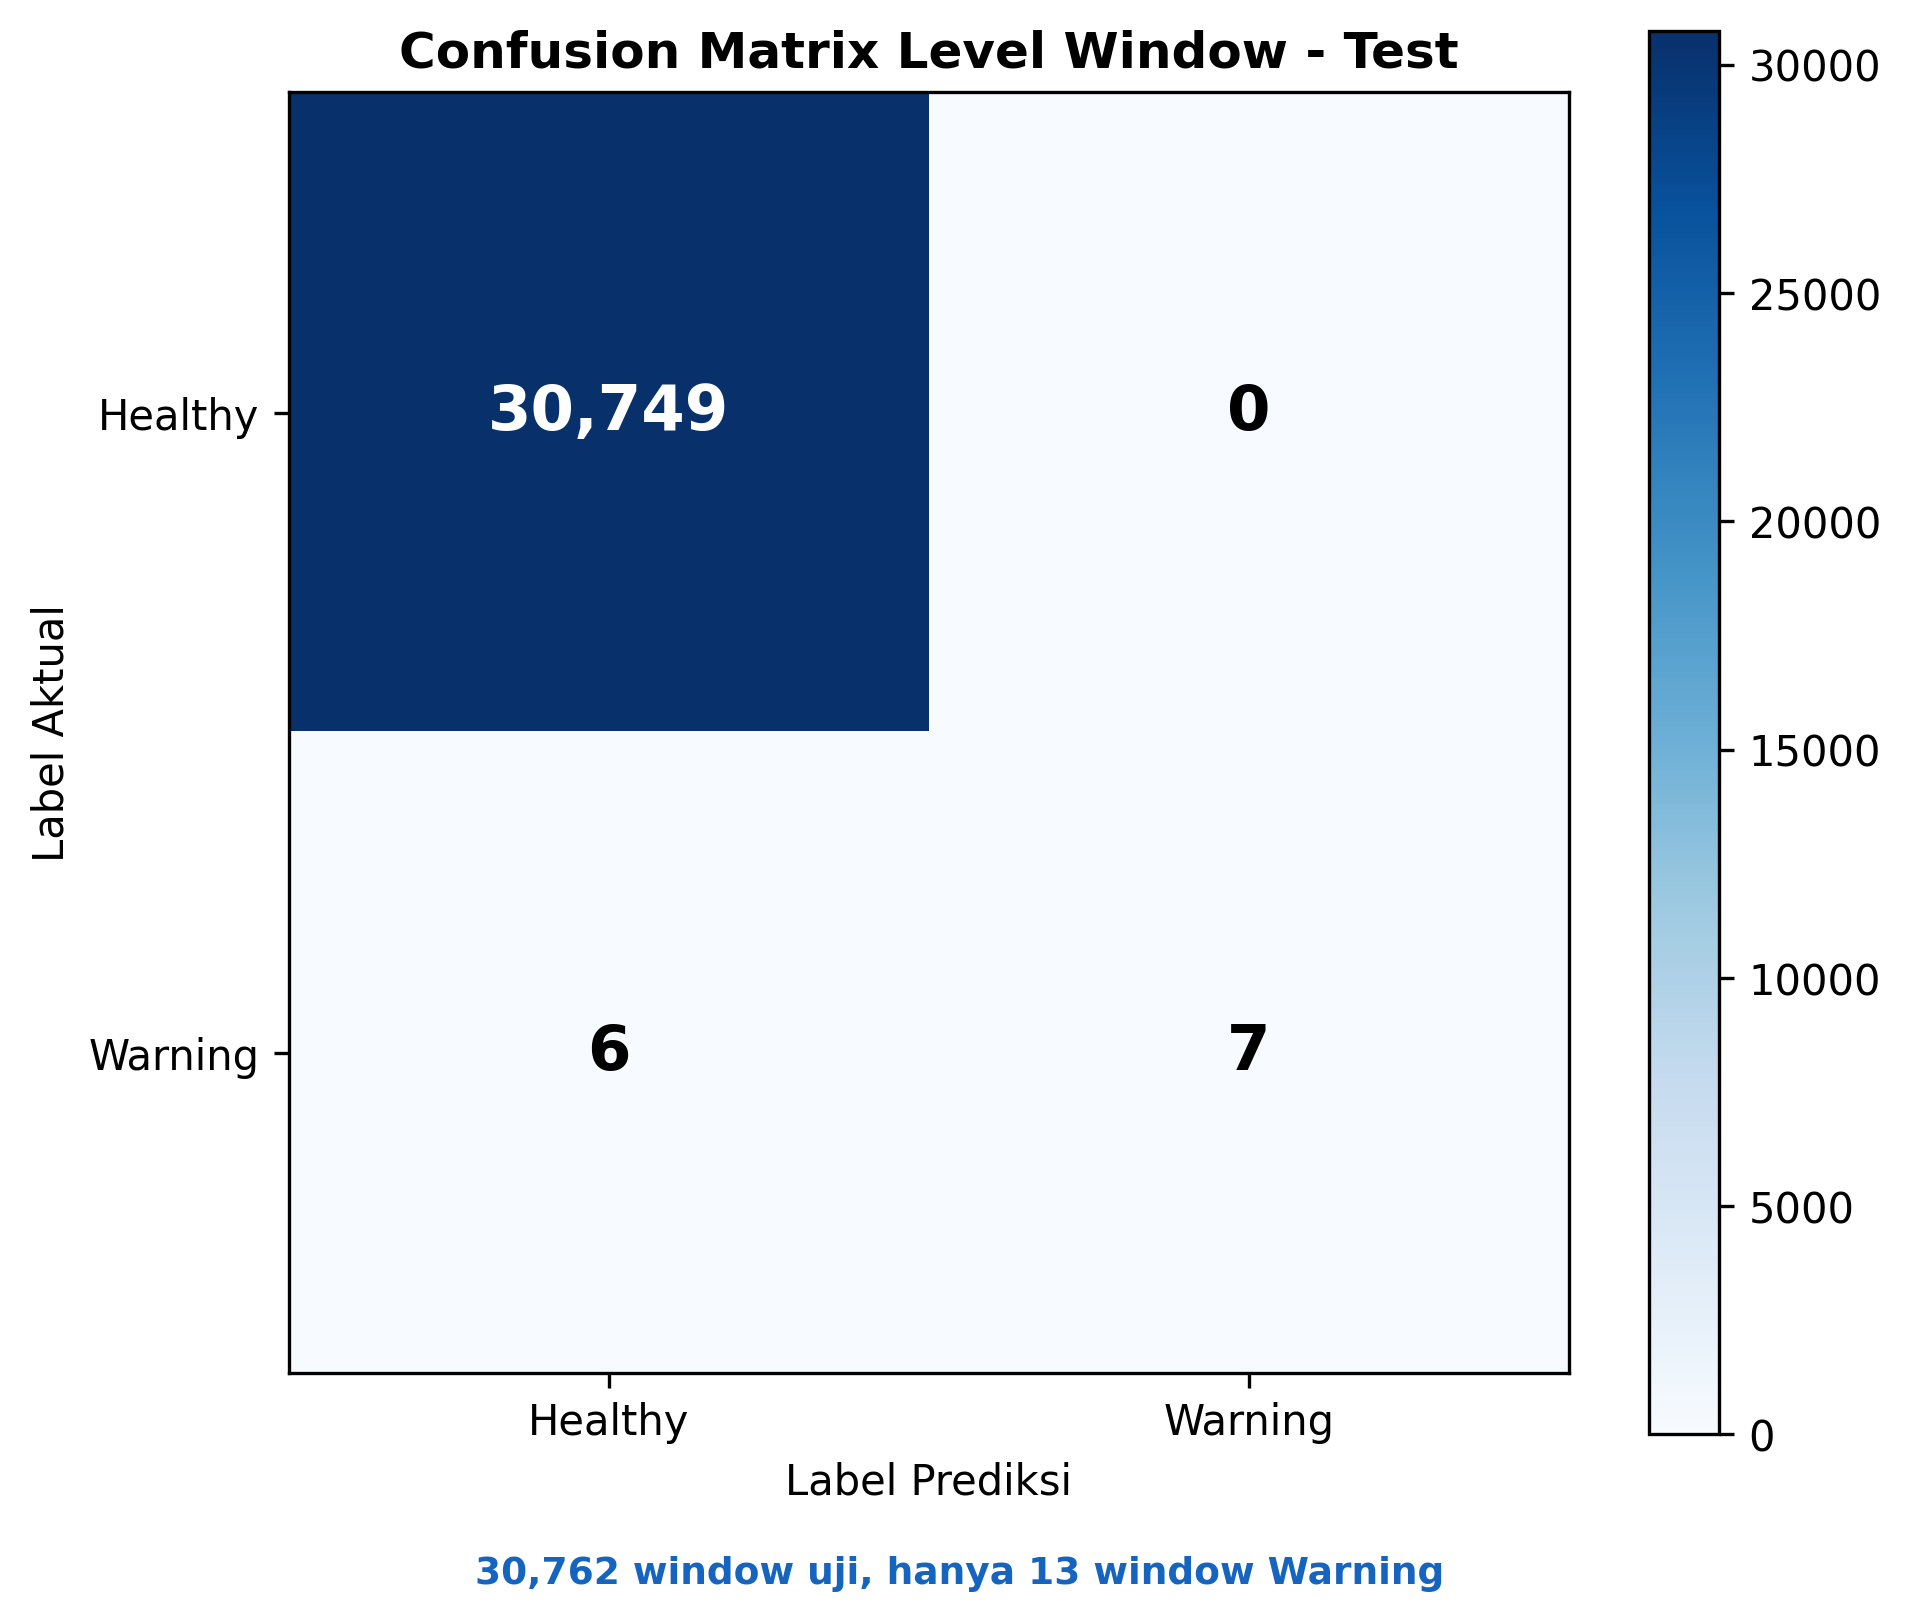 Confusion Matrix Level Window - Test
30000
25000
20000
15000
10000
5000
0
Label Aktual
Healthy
30,749
0
Warning
6
7
Healthy
Warning
Label Prediksi
30,762 window uji, hanya 13 window Warning